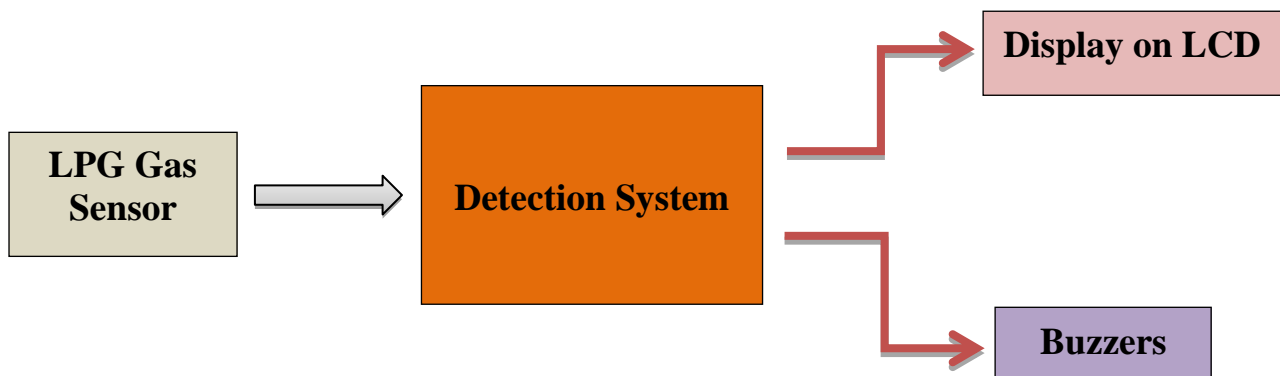 LPG Gas
Sensor
Detection System
Display on LCD
Buzzers